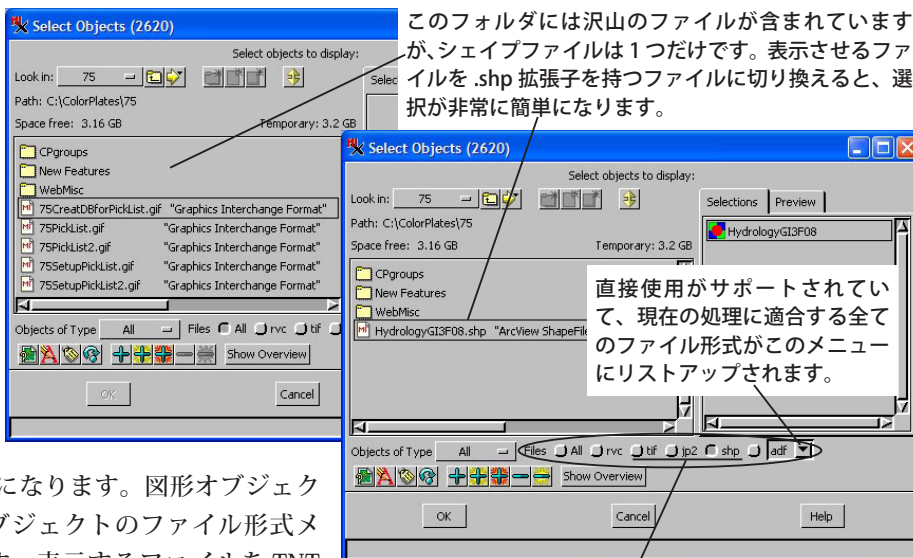 Select Objects (2620)
Select objects to display:
Look in: 75
Selec
Path: C:\ColorPlates\75
Space free: 3.16 GB Temporary: 3.2 GB
CPgroups
New Features
WebMisc
75CreatDBforPickList.gif "Graphics Interchange Format"
75PickList.gif "Graphics Interchange Format"
75PickList2.gif "Graphics Interchange Format"
75SetupPickList.gif "Graphics Interchange Format"
75SetupPickList2.gif "Graphics Interchange Format"
Objects of Type All Files All rvc tif
Show Overview
OK Cancel
このフォルダには沢山のファイルが含まれています
が、シェイプファイルは1つだけです。表示させるファ
イルを .shp 拡張子を持つファイルに切り換えると、選
択が非常に簡単になります。
Select Objects (2620)
Select objects to display:
Look in: 75
Selections Preview
Path: C:\ColorPlates\75
HydrologyGI3F08
Space free: 3.16 GB Temporary: 3.2 GB
CPgroups
New Features
WebMisc
HydrologyGI3F08.shp "ArcView ShapeFile
直接使用がサポートされてい
て、現在の処理に適合する全て
のファイル形式がこのメニュー
にリストアップされます。
Objects of Type All Files All rvc tif jp2 shp adf
Show Overview
OK Cancel Help
になります。図形オブジェク
ブジェクトのファイル形式メ